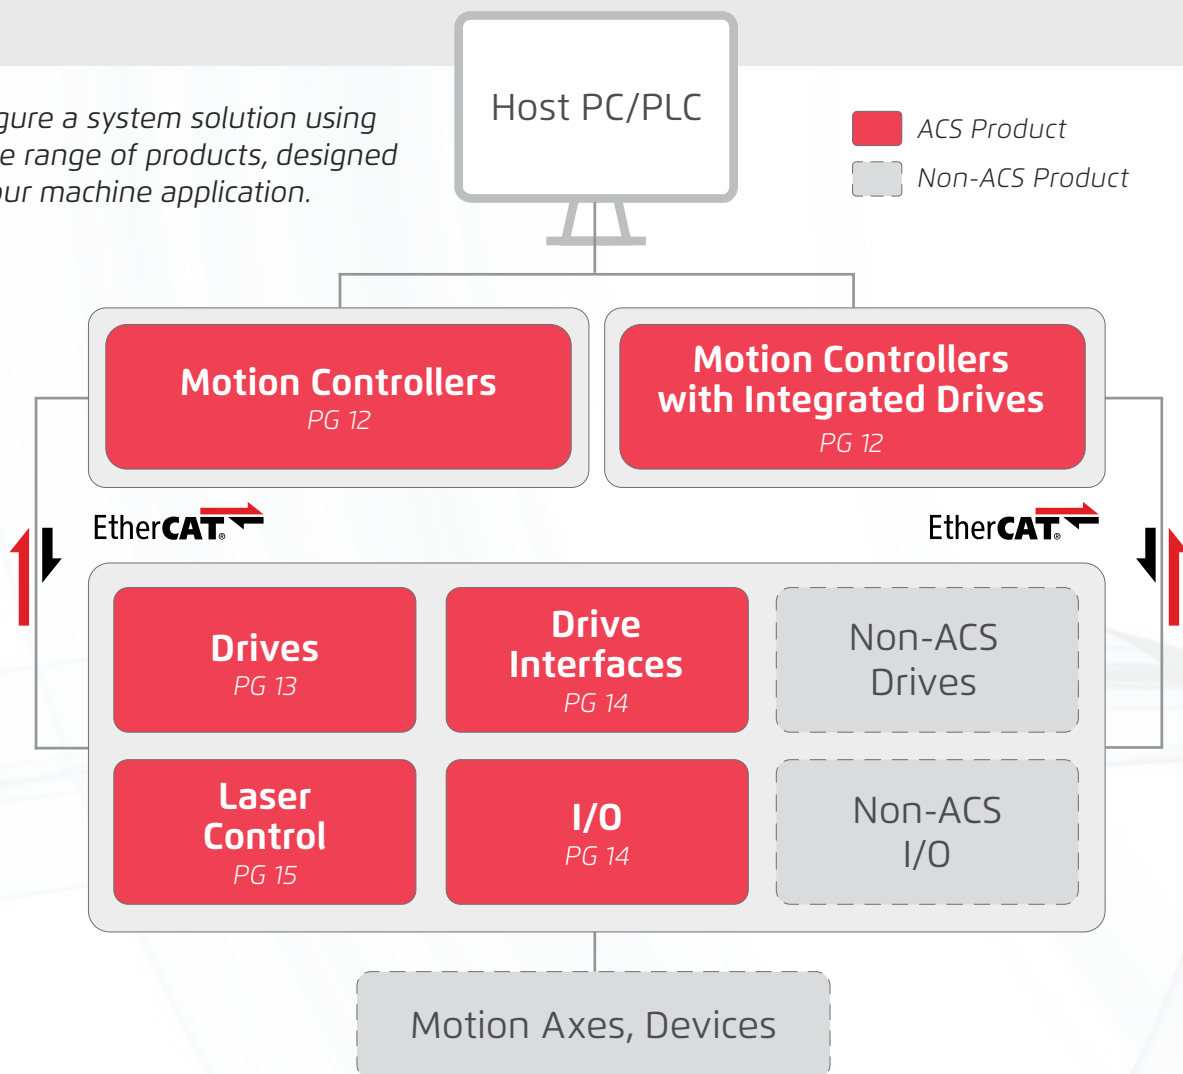 Host PC/PLC
gure a system solution using
e range of products, designed
our machine application.
ACS Product
Non-ACS Product
Motion Controllers
PG 12
Motion Controllers
with Integrated Drives
PG 12
EtherCAT®
EtherCAT®
Drives
PG 13
Drive
Interfaces
PG 14
Non-ACS
Drives
Laser
Control
PG 15
I/O
PG 14
Non-ACS
I/O
Motion Axes, Devices